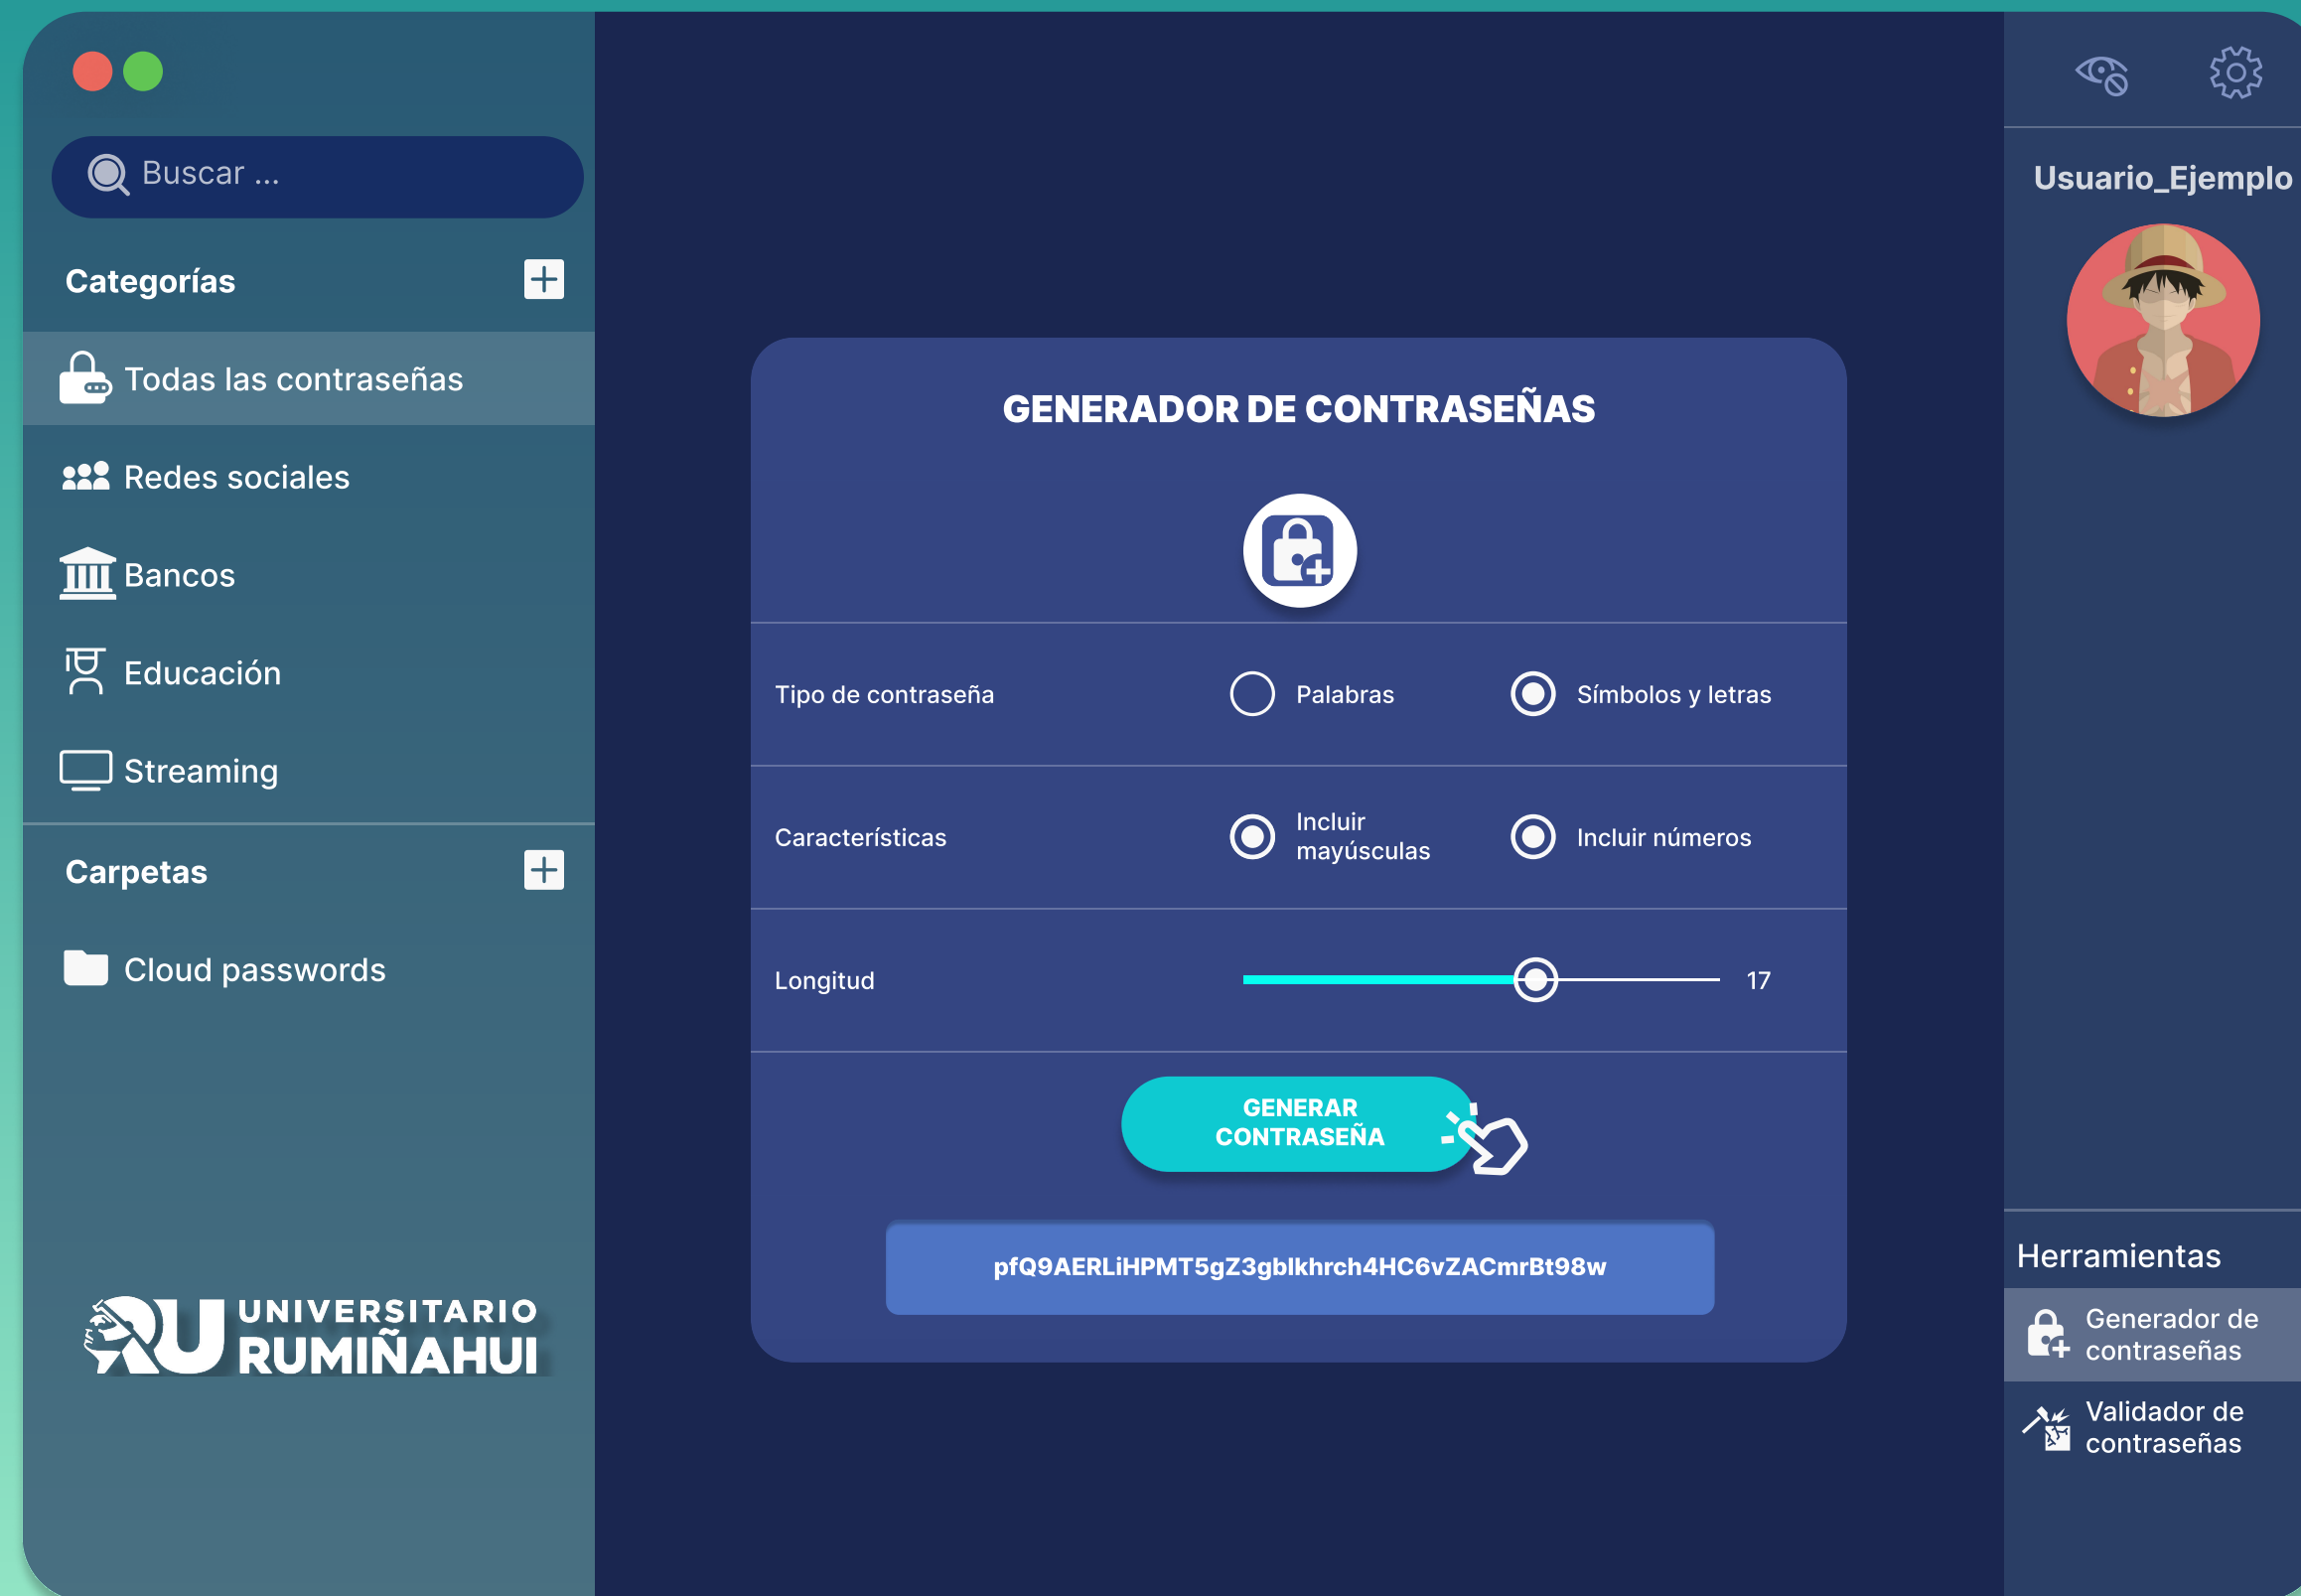 Buscar ...
Categorías
Todas las contraseñas
Redes sociales
Bancos
Educación
Streaming
Carpetas
Cloud passwords
UNIVERSITARIO
RUMIÑAHUI
GENERADOR DE CONTRASEÑAS
Tipo de contraseña
Palabras
Símbolos y letras
Características
Incluir
mayúsculas
Incluir números
Longitud
17
GENERAR
CONTRASEÑA
pfQ9AERLiHPMT5gZ3gblkhrch4HC6vZACmrBt98w
Usuario_Ejemplo
Herramientas
Generador de
contraseñas
Validador de
contraseñas